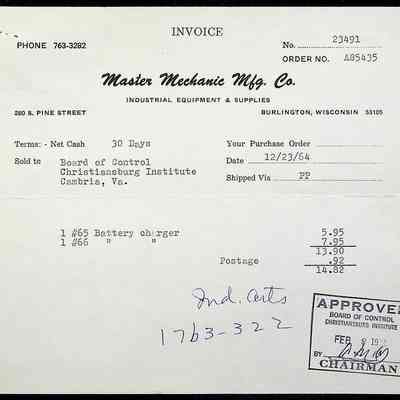 INVOICE
PHONE 763-3282
No. 23491
ORDER NO. A85435
Master Mechanic Mfg. Co.
INDUSTRIAL EQUIPMENT & SUPPLIES
280 S. PINE STREET
BURLINGTON, WISCONSIN 53105
Terms: - Net Cash 30 Days
Your Purchase Order
Date 12/23/64
Shipped Via PP
Sold to Board of Control
Christiansburg Institute
Cambria, Va.
1 #65 Battery charger 5.95
1 #66 " " 7.95
13.90
Postage .92
14.82
Ind. Arts
1763-322
APPROVED
BOARD OF CONTROL
CHRISTIANSBURG INSTITUTE
FEB
BY
CHAIRMAN